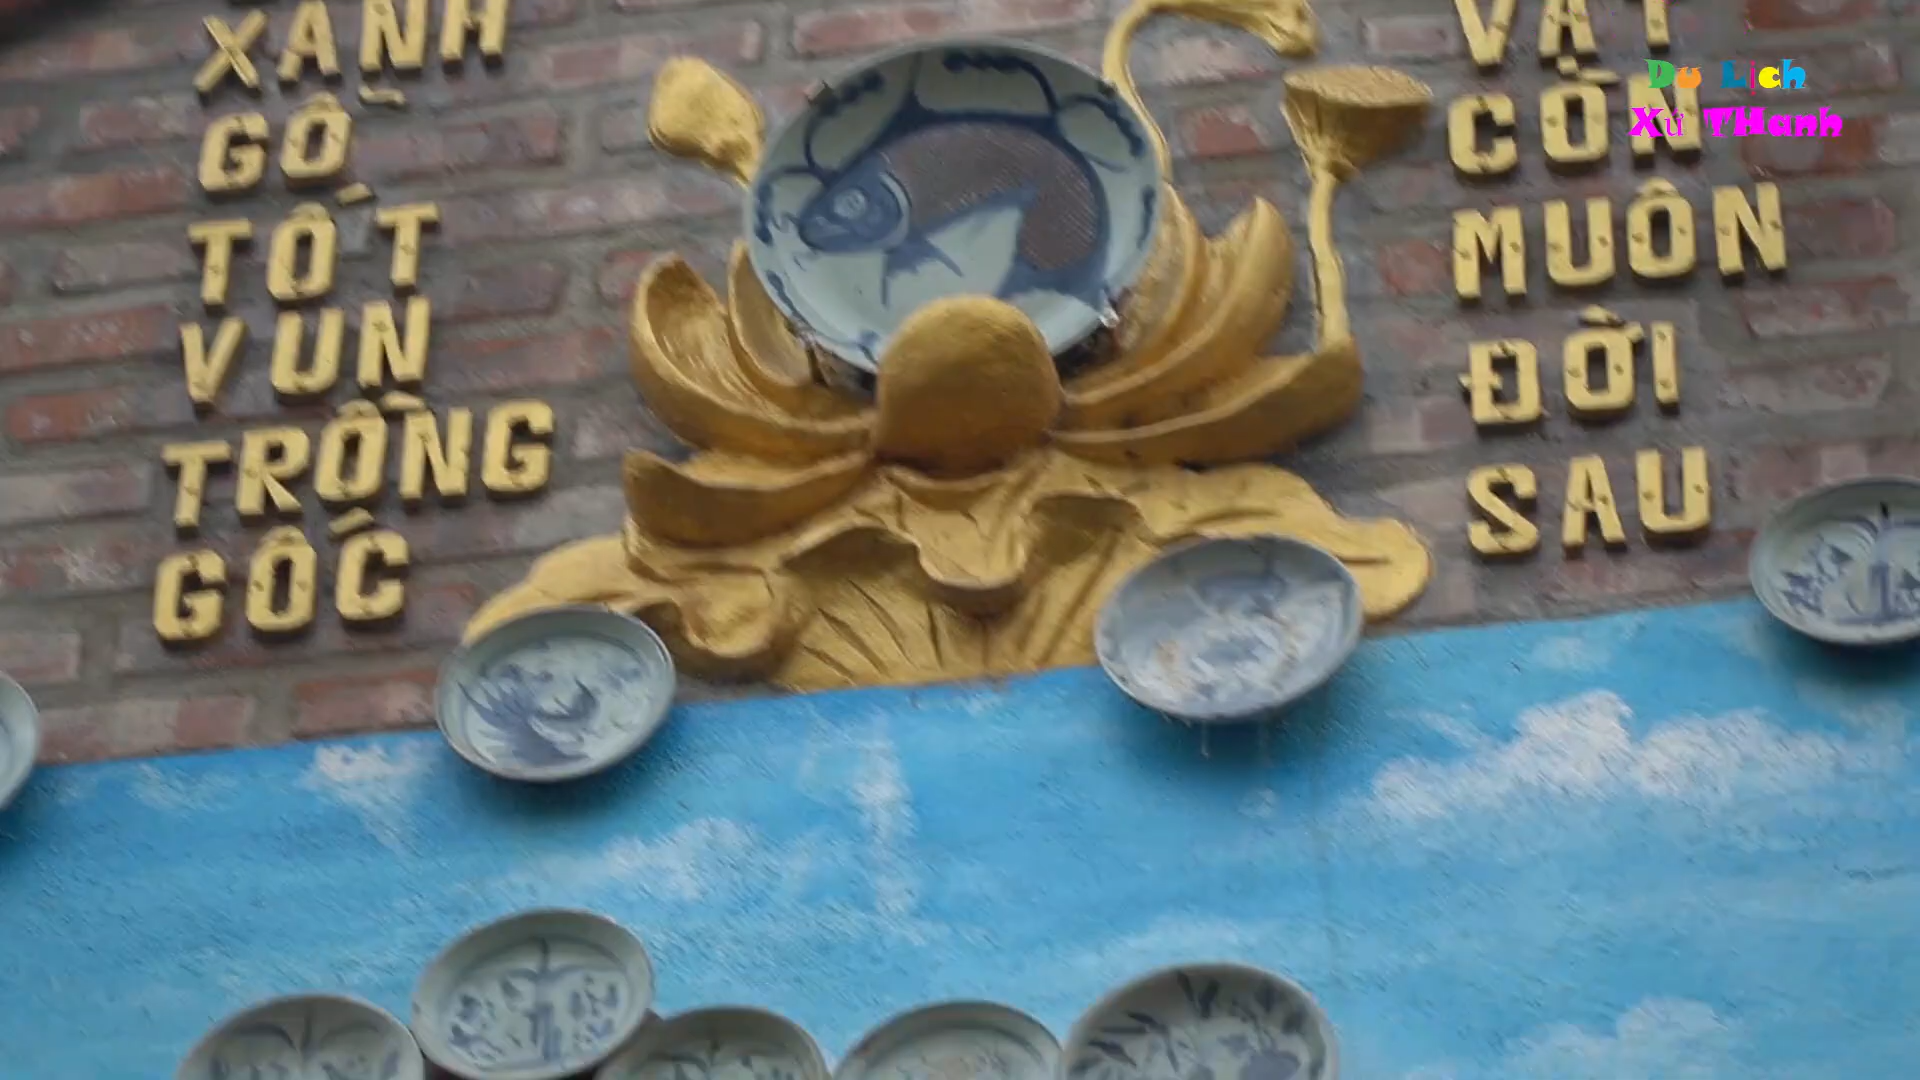 XANH
GỖ
TỐT
VUN
TRỒNG
GỐC
VẬT
CÒN
MUÔN
ĐỜI
SAU
Du Lịch
Xứ THanh